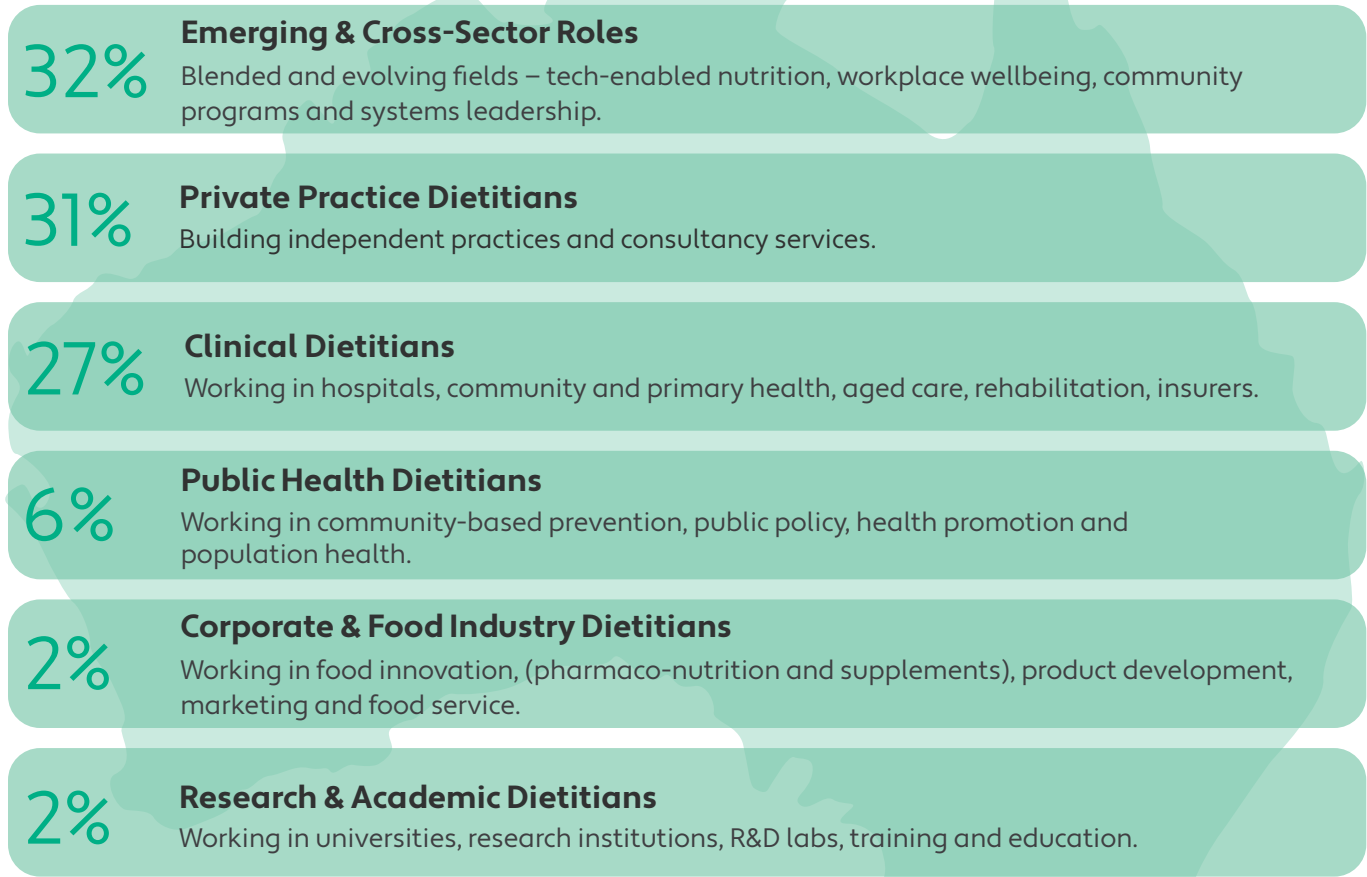 32%
Emerging & Cross-Sector Roles
Blended and evolving fields – tech-enabled nutrition, workplace wellbeing, community
programs and systems leadership.
31%
Private Practice Dietitians
Building independent practices and consultancy services.
27%
Clinical Dietitians
Working in hospitals, community and primary health, aged care, rehabilitation, insurers.
6%
Public Health Dietitians
Working in community-based prevention, public policy, health promotion and
population health.
2%
Corporate & Food Industry Dietitians
Working in food innovation, (pharmaco-nutrition and supplements), product development,
marketing and food service.
2%
Research & Academic Dietitians
Working in universities, research institutions, R&D labs, training and education.